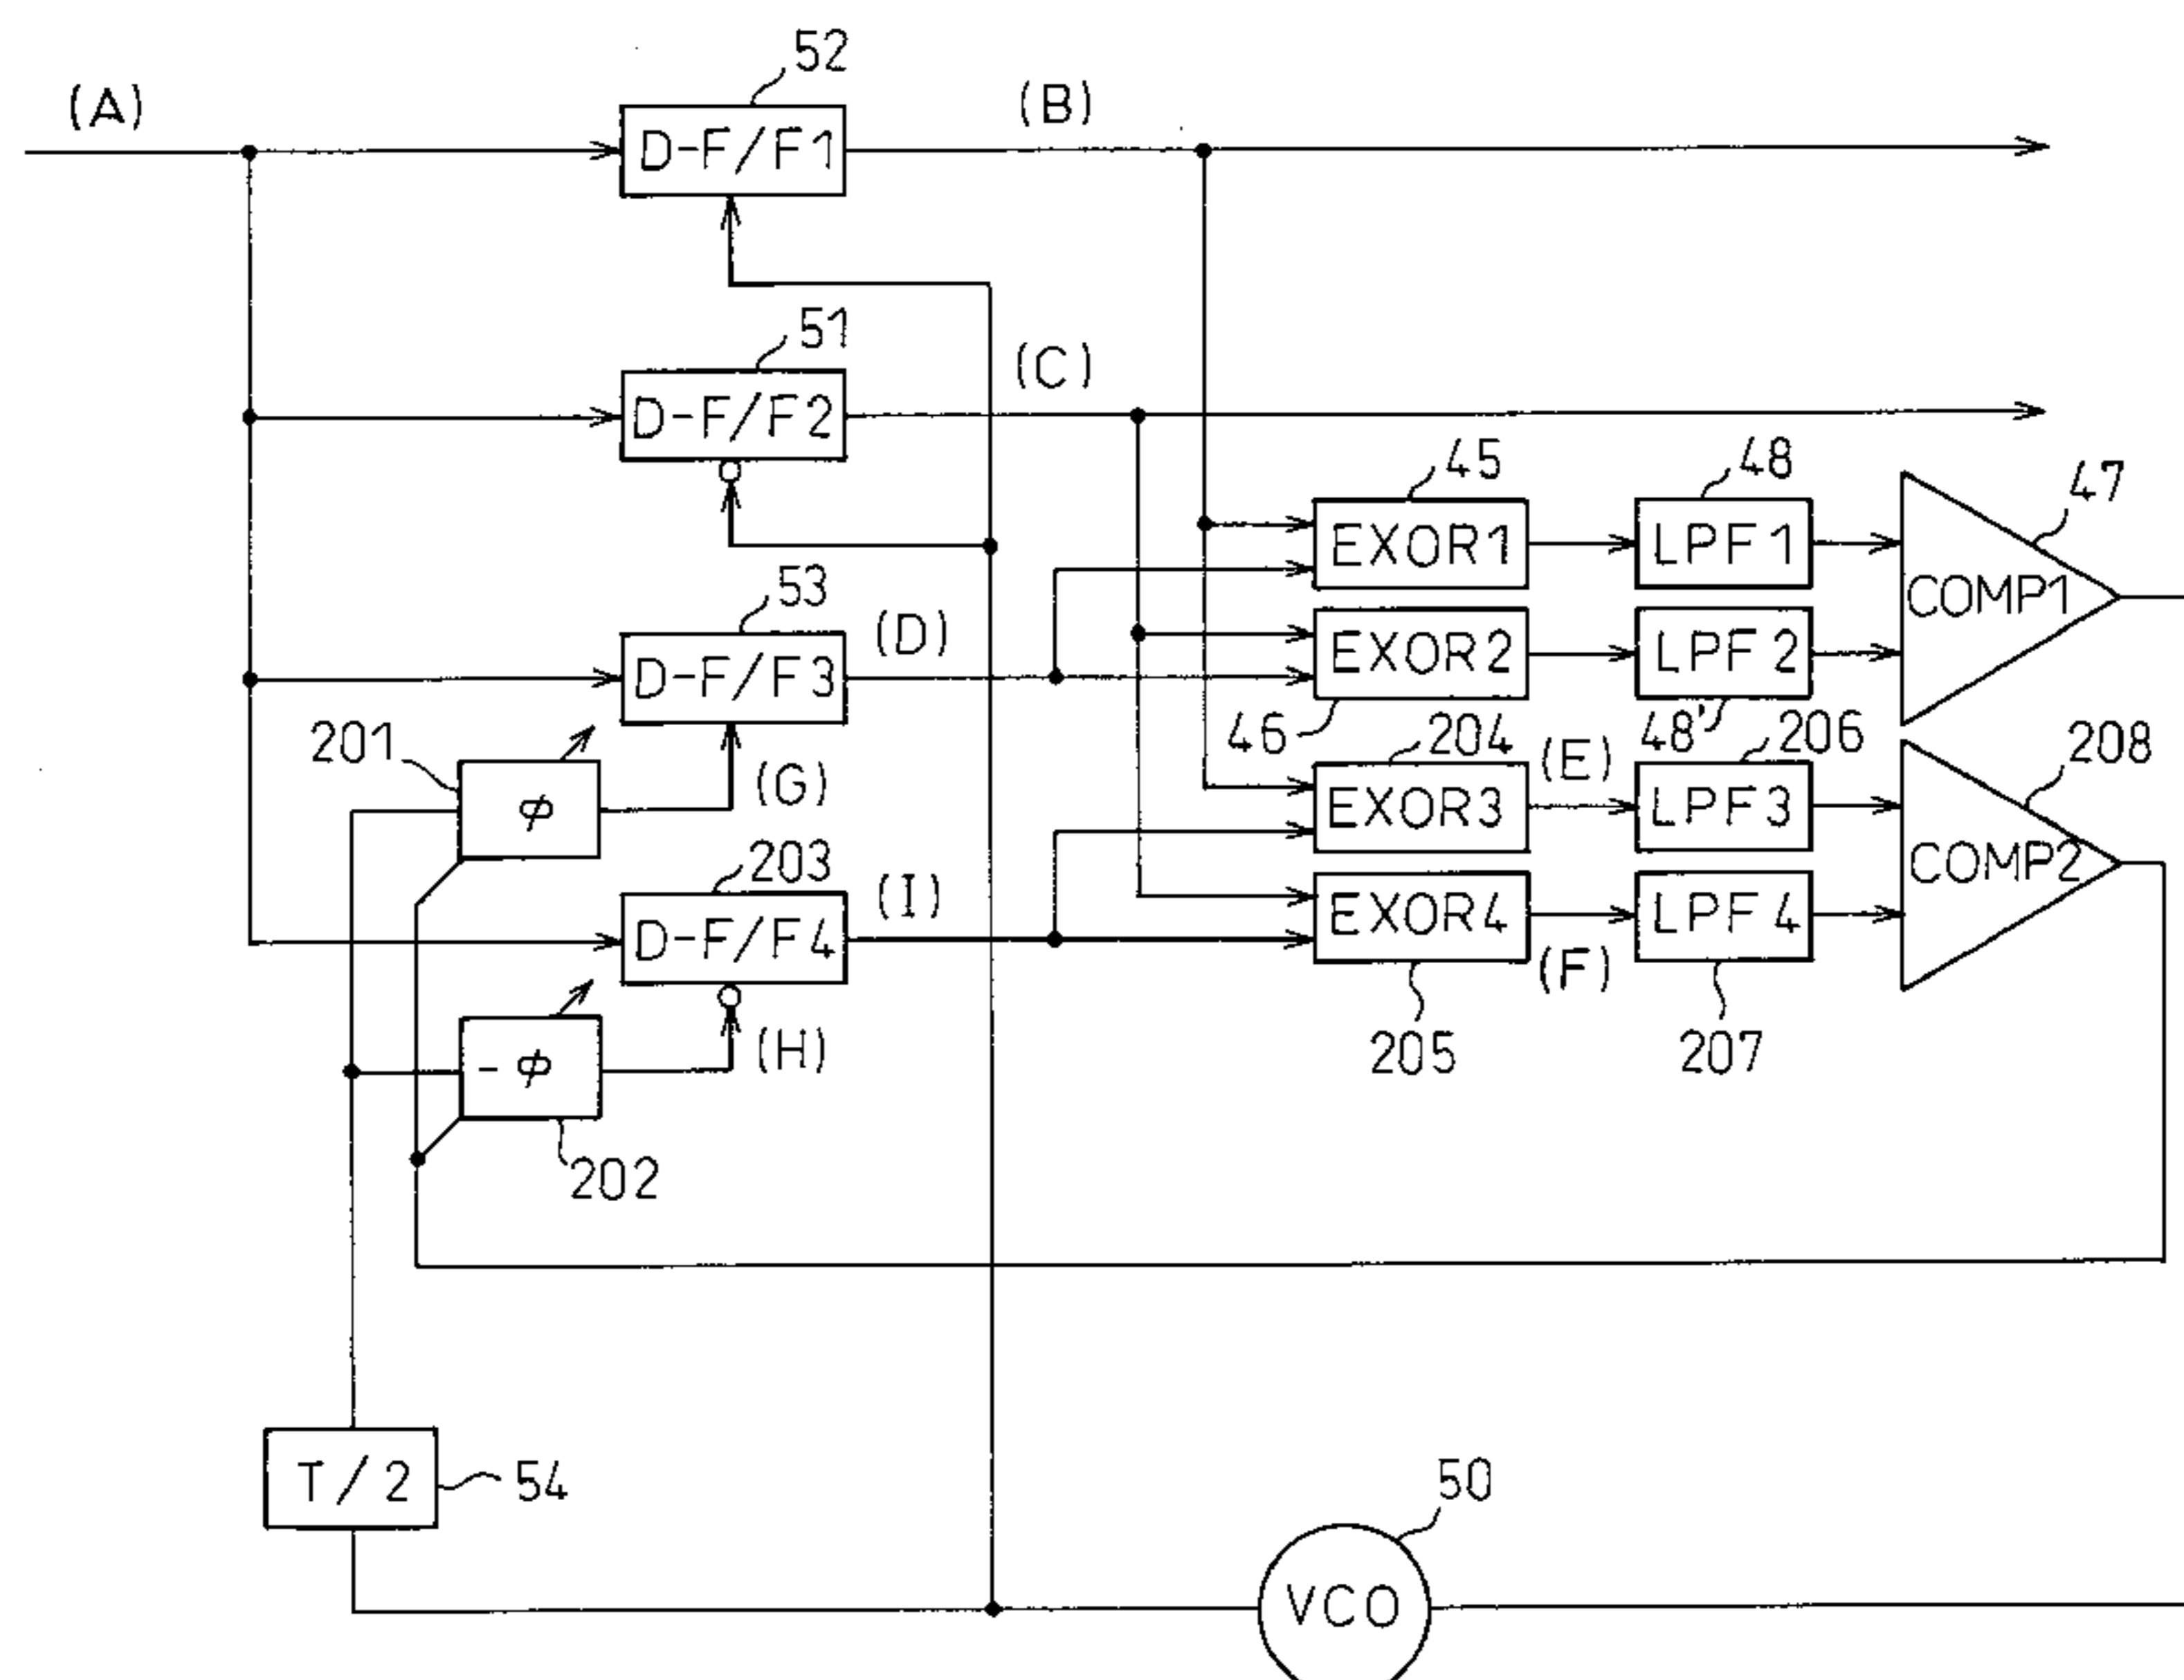 52
(A)
(B)
D-F/F1
51
(C)
D-F/F2
45
48
47
EXOR1
LPF1
53
COMP1
(D)
EXOR2
LPF2
D-F/F3
46
204
48'
206
208
201
(E)
(G)
φ
EXOR3
LPF3
203
COMP2
(I)
D-F/F4
EXOR4
LPF4
(F)
(H)
-φ
205
207
202
T/2
54
50
VCO